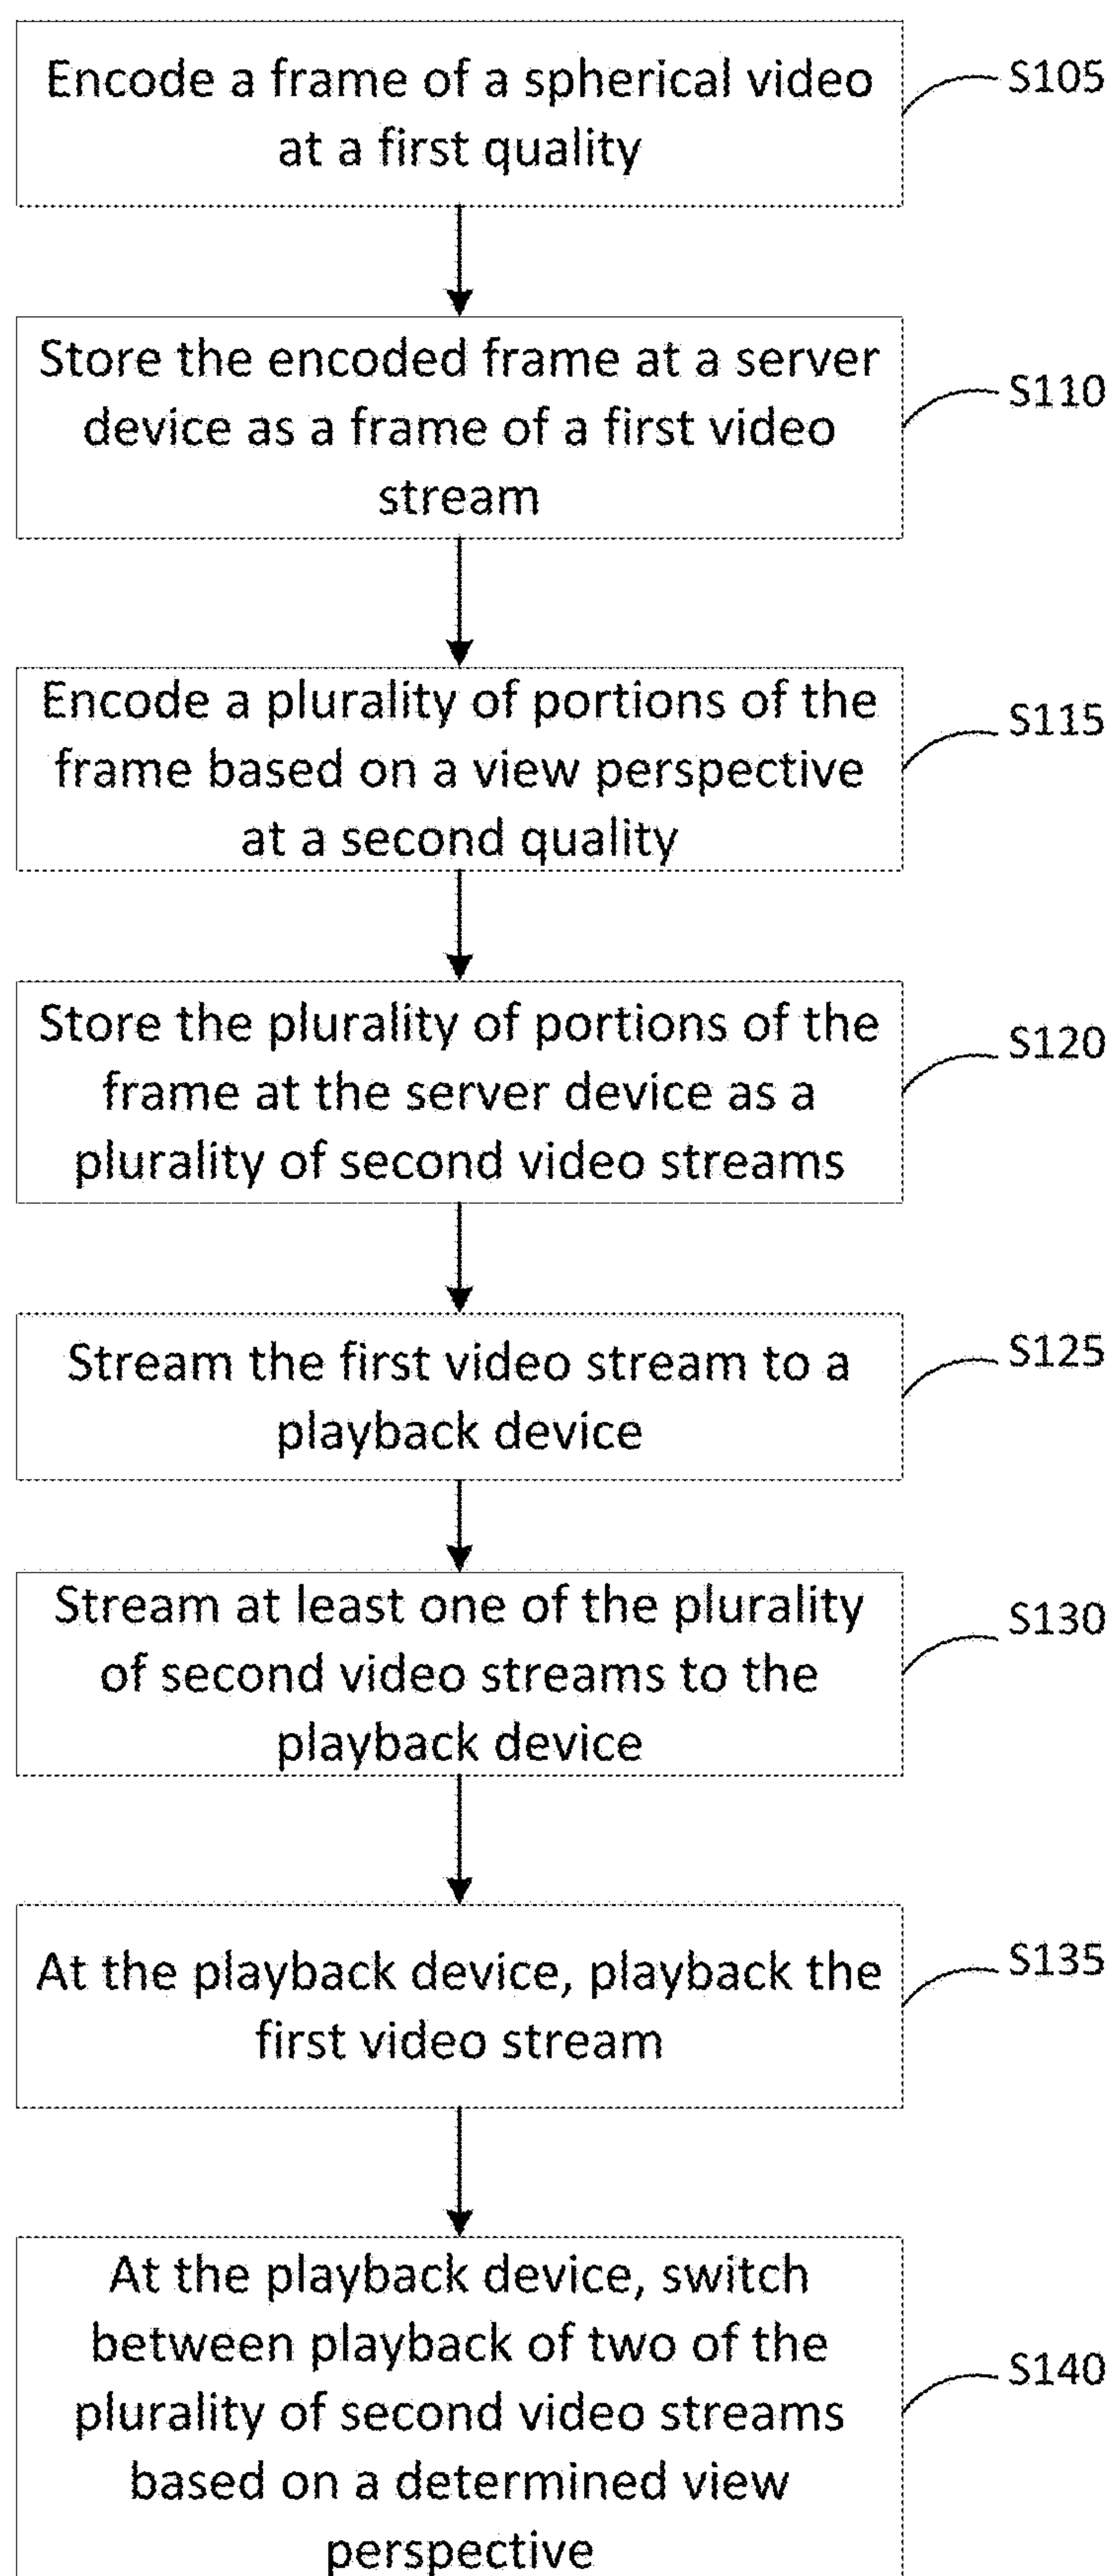 Encode a frame of a spherical video
at a first quality
S105
Store the encoded frame at a server
device as a frame of a first video
stream
S110
Encode a plurality of portions of the
frame based on a view perspective
at a second quality
S115
Store the plurality of portions of the
frame at the server device as a
plurality of second video streams
S120
Stream the first video stream to a
playback device
S125
Stream at least one of the plurality
of second video streams to the
playback device
S130
At the playback device, playback the
first video stream
S135
At the playback device, switch
between playback of two of the
plurality of second video streams
based on a determined view
perspective
S140